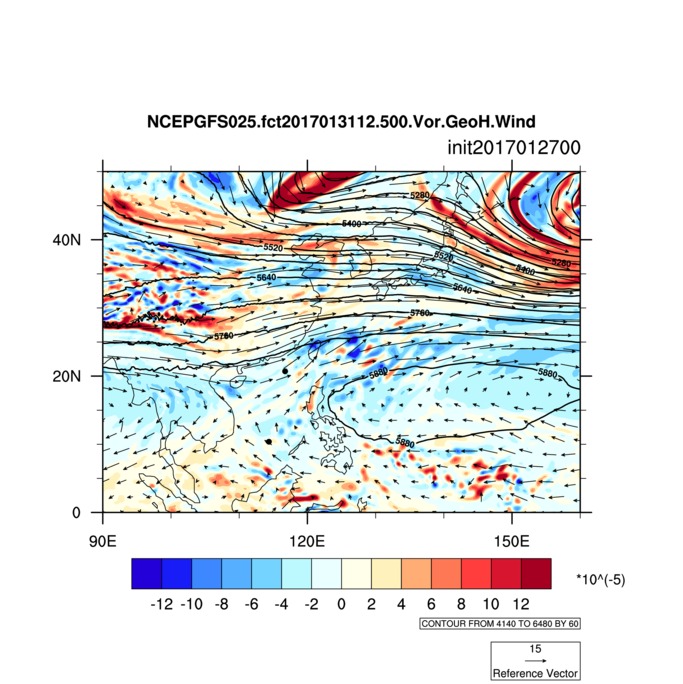 NCEPGFS025.fct2017013112.500.Vor.GeoH.Wind
init2017012700
5280
5400
40N
5520
5520
5280
5400
5640
5640
5760
5760
20N
5880
5880
5880
0
90E 120E 150E
-12 -10 -8 -6 -4 -2 0 2 4 6 8 10 12
*10^(-5)
CONTOUR FROM 4140 TO 6480 BY 60
15
Reference Vector